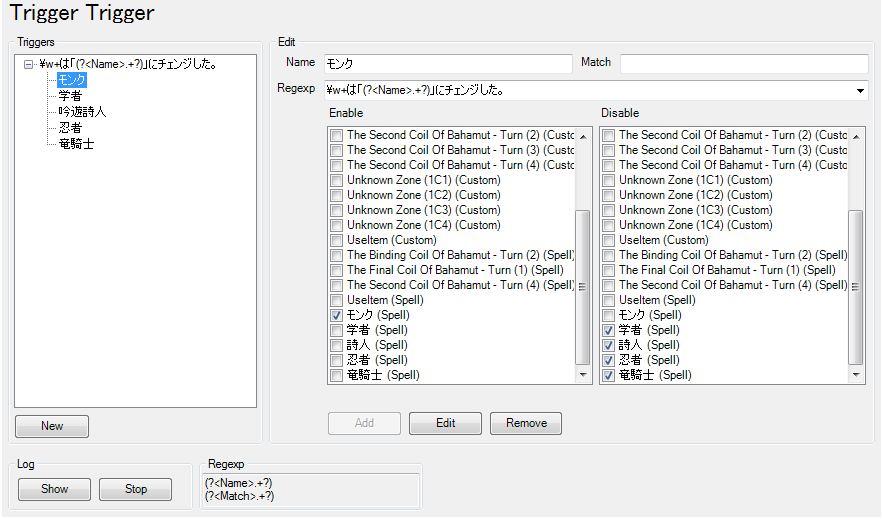 Trigger Trigger
Triggers
¥w+は「(?<Name>.+?)」にチェンジした。
モンク
学者
吟遊詩人
忍者
竜騎士
New
Edit
Name モンク Match
Regexp ¥w+は「(?<Name>.+?)」にチェンジした。
Enable
The Second Coil Of Bahamut - Turn (2) (Custo
The Second Coil Of Bahamut - Turn (3) (Custo
The Second Coil Of Bahamut - Turn (4) (Custo
Unknown Zone (1C1) (Custom)
Unknown Zone (1C2) (Custom)
Unknown Zone (1C3) (Custom)
Unknown Zone (1C4) (Custom)
UseItem (Custom)
The Binding Coil Of Bahamut - Turn (2) (Spell)
The Final Coil Of Bahamut - Turn (1) (Spell)
The Second Coil Of Bahamut - Turn (4) (Spell)
UseItem (Spell)
モンク (Spell)
学者 (Spell)
詩人 (Spell)
忍者 (Spell)
竜騎士 (Spell)
Disable
The Second Coil Of Bahamut - Turn (2) (Custo
The Second Coil Of Bahamut - Turn (3) (Custo
The Second Coil Of Bahamut - Turn (4) (Custo
Unknown Zone (1C1) (Custom)
Unknown Zone (1C2) (Custom)
Unknown Zone (1C3) (Custom)
Unknown Zone (1C4) (Custom)
UseItem (Custom)
The Binding Coil Of Bahamut - Turn (2) (Spell)
The Final Coil Of Bahamut - Turn (1) (Spell)
The Second Coil Of Bahamut - Turn (4) (Spell)
UseItem (Spell)
モンク (Spell)
学者 (Spell)
詩人 (Spell)
忍者 (Spell)
竜騎士 (Spell)
Add Edit Remove
Log
Show Stop
Regexp
(?<Name>.+?)
(?<Match>.+?)